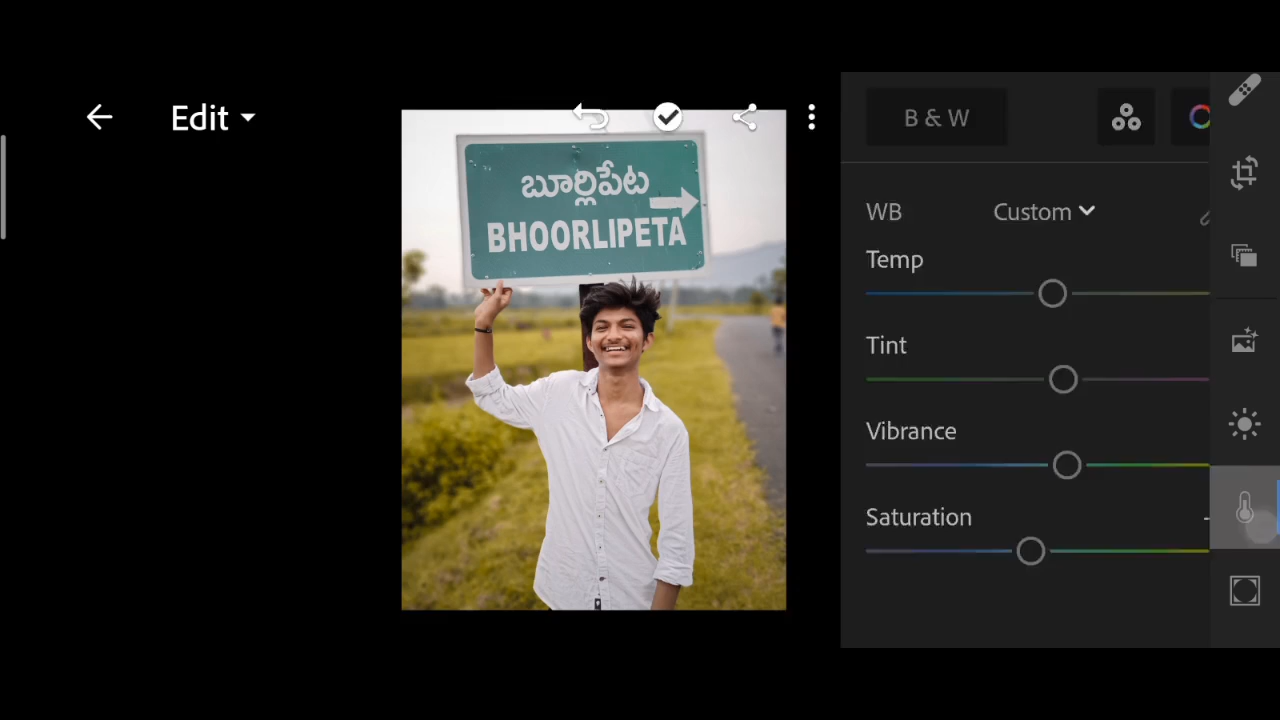 Edit
B & W
బూర్లిపేట
BHOORLIPETA
WB
Custom
Temp
Tint
Vibrance
Saturation